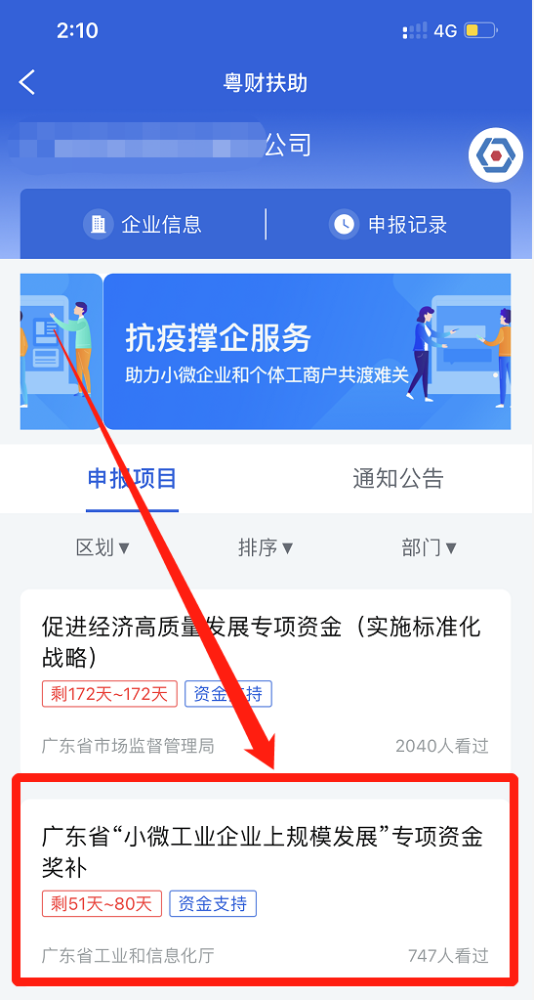 2:10
4G
粤财扶助
公司
企业信息
申报记录
抗疫撑企服务
助力小微企业和个体工商户共渡难关
申报项目
通知公告
区划▼
排序▼
部门▼
促进经济高质量发展专项资金（实施标准化
战略）
剩172天~172天
资金支持
广东省市场监督管理局
2040人看过
广东省“小微工业企业上规模发展”专项资金
奖补
剩51天~80天
资金支持
广东省工业和信息化厅
747人看过